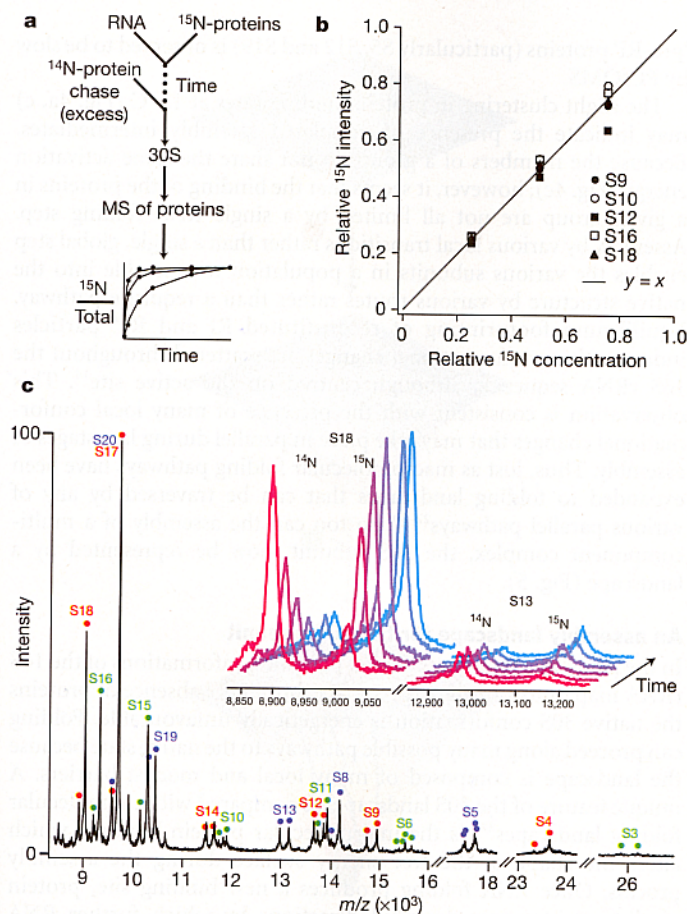 a
RNA
¹⁵N-proteins
¹⁴N-protein
chase
(excess)
Time
30S
MS of proteins
¹⁵N
Total
Time
b
Relative ¹⁵N intensity
1.0
0.8
0.6
0.4
0.2
0
0.2
0.4
0.6
0.8
1.0
Relative ¹⁵N concentration
S9
S10
S12
S16
S18
y = x
c
Intensity
100
0
S20
S17
S18
S16
S15
S19
S14
S10
S13
S12
S11
S8
S9
S6
S5
S4
S3
9
10
11
12
13
14
15
16
18
23
24
26
m/z (×10³)
S18
¹⁴N
¹⁵N
S13
¹⁴N
¹⁵N
8,850
8,900
8,950
9,000
9,050
12,900
13,000
13,100
13,200
Time